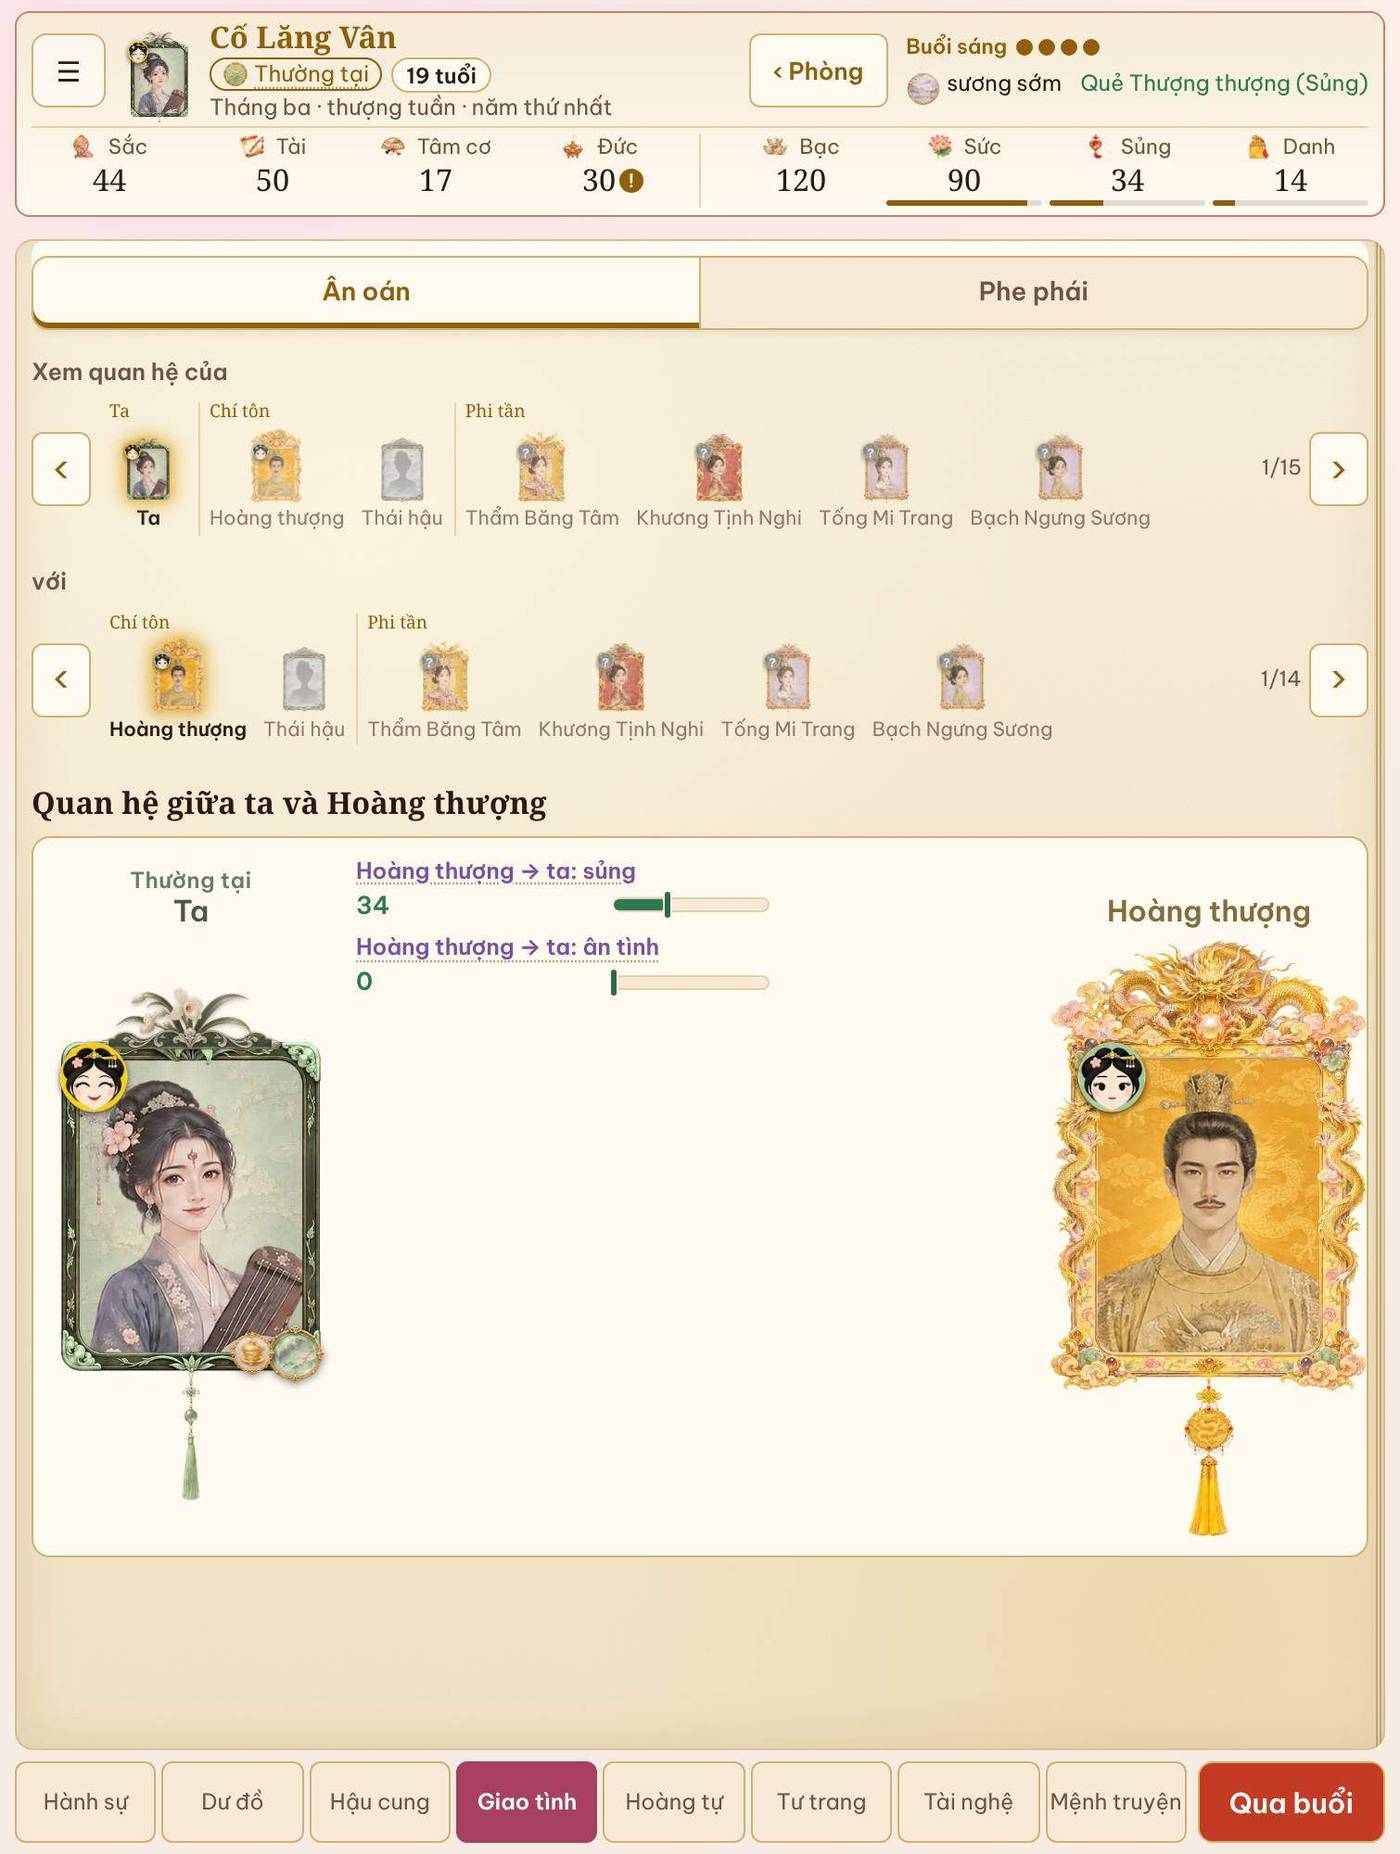 ☰
Cố Lăng Vân
Thường tại 19 tuổi
Tháng ba · thượng tuần · năm thứ nhất
‹ Phòng
Buổi sáng
sương sớm Quẻ Thượng thượng (Sủng)
Sắc Tài Tâm cơ Đức Bạc Sức Sủng Danh
44 50 17 30 ! 120 90 34 14
Ân oán Phe phái
Xem quan hệ của
Ta Chí tôn Phi tần
‹ ? ? ? ? 1/15 ›
Ta Hoàng thượng Thái hậu Thẩm Băng Tâm Khương Tịnh Nghi Tống Mi Trang Bạch Ngưng Sương
với
Chí tôn Phi tần
‹ ? ? ? ? 1/14 ›
Hoàng thượng Thái hậu Thẩm Băng Tâm Khương Tịnh Nghi Tống Mi Trang Bạch Ngưng Sương
Quan hệ giữa ta và Hoàng thượng
Thường tại
Ta
Hoàng thượng → ta: sủng
34
Hoàng thượng → ta: ân tình
0
Hoàng thượng
Hành sự Dư đồ Hậu cung Giao tình Hoàng tự Tư trang Tài nghệ Mệnh truyện Qua buổi